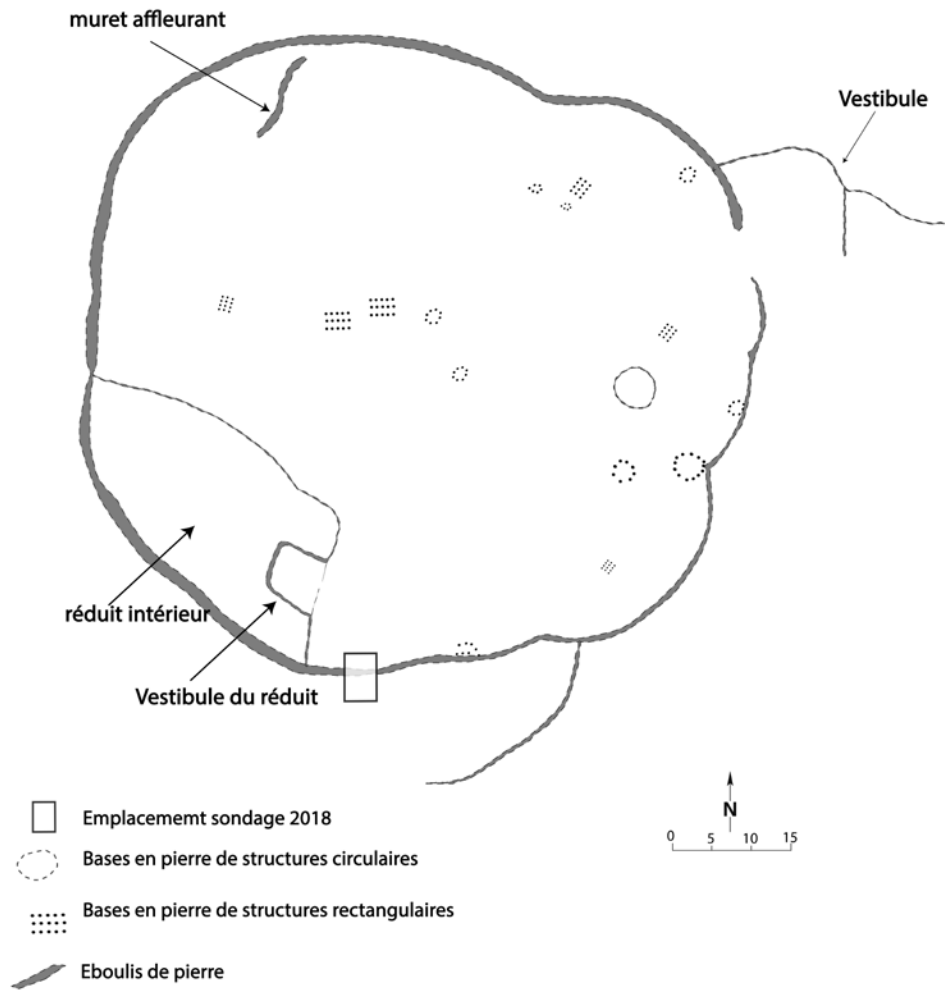 muret affleurant
Vestibule
réduit intérieur
Vestibule du réduit
Emplacememt sondage 2018
Bases en pierre de structures circulaires
Bases en pierre de structures rectangulaires
Eboulis de pierre
N
0 5 10 15